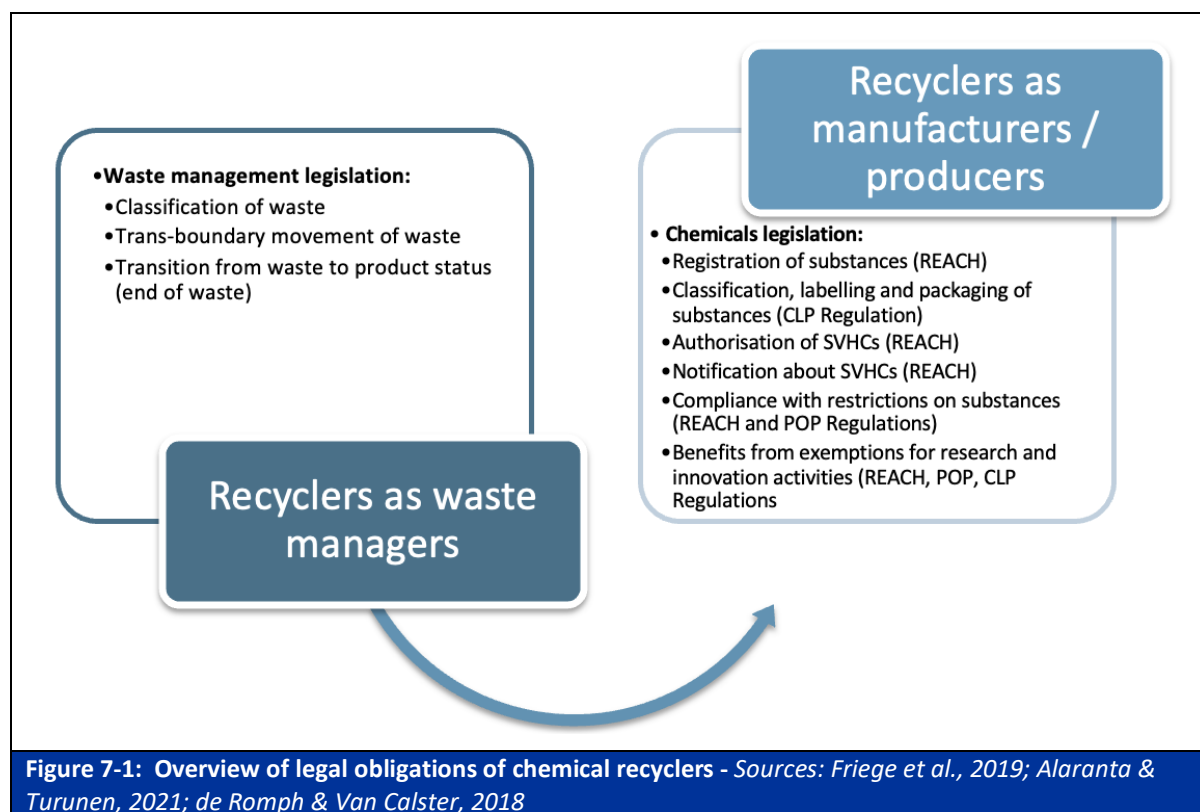 •Waste management legislation:
•Classification of waste
•Trans-boundary movement of waste
•Transition from waste to product status
(end of waste)
Recyclers as waste
managers
Recyclers as
manufacturers /
producers
• Chemicals legislation:
•Registration of substances (REACH)
•Classification, labelling and packaging of
substances (CLP Regulation)
•Authorisation of SVHCs (REACH)
•Notification about SVHCs (REACH)
•Compliance with restrictions on substances
(REACH and POP Regulations)
•Benefits from exemptions for research and
innovation activities (REACH, POP, CLP
Regulations
Figure 7-1: Overview of legal obligations of chemical recyclers - Sources: Friege et al., 2019; Alaranta &
Turunen, 2021; de Romph & Van Calster, 2018